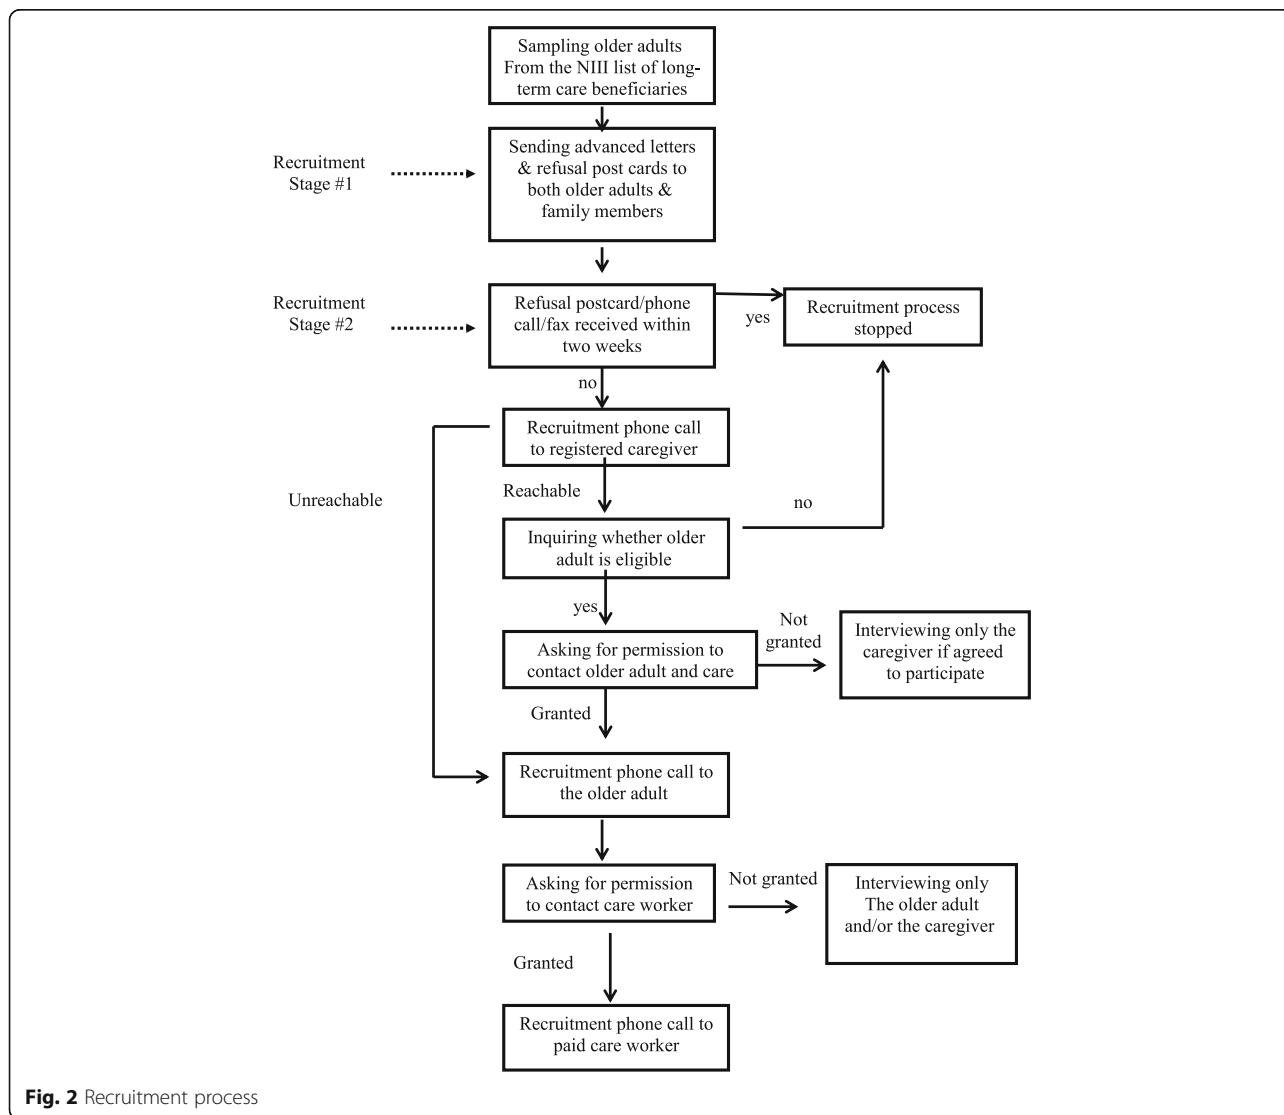 Sampling older adults
From the NIII list of long-
term care beneficiaries
Recruitment
Stage #1
Sending advanced letters
& refusal post cards to
both older adults &
family members
Recruitment
Stage #2
Refusal postcard/phone
call/fax received within
two weeks
yes
Recruitment process
stopped
no
Recruitment phone call
to registered caregiver
Unreachable
Reachable
no
Inquiring whether older
adult is eligible
yes
Not
granted
Asking for permission to
contact older adult and care
Interviewing only the
caregiver if agreed
to participate
Granted
Recruitment phone call to
the older adult
Asking for permission
to contact care worker
Not granted
Interviewing only
The older adult
and/or the caregiver
Granted
Recruitment phone call to
paid care worker
Fig. 2 Recruitment process